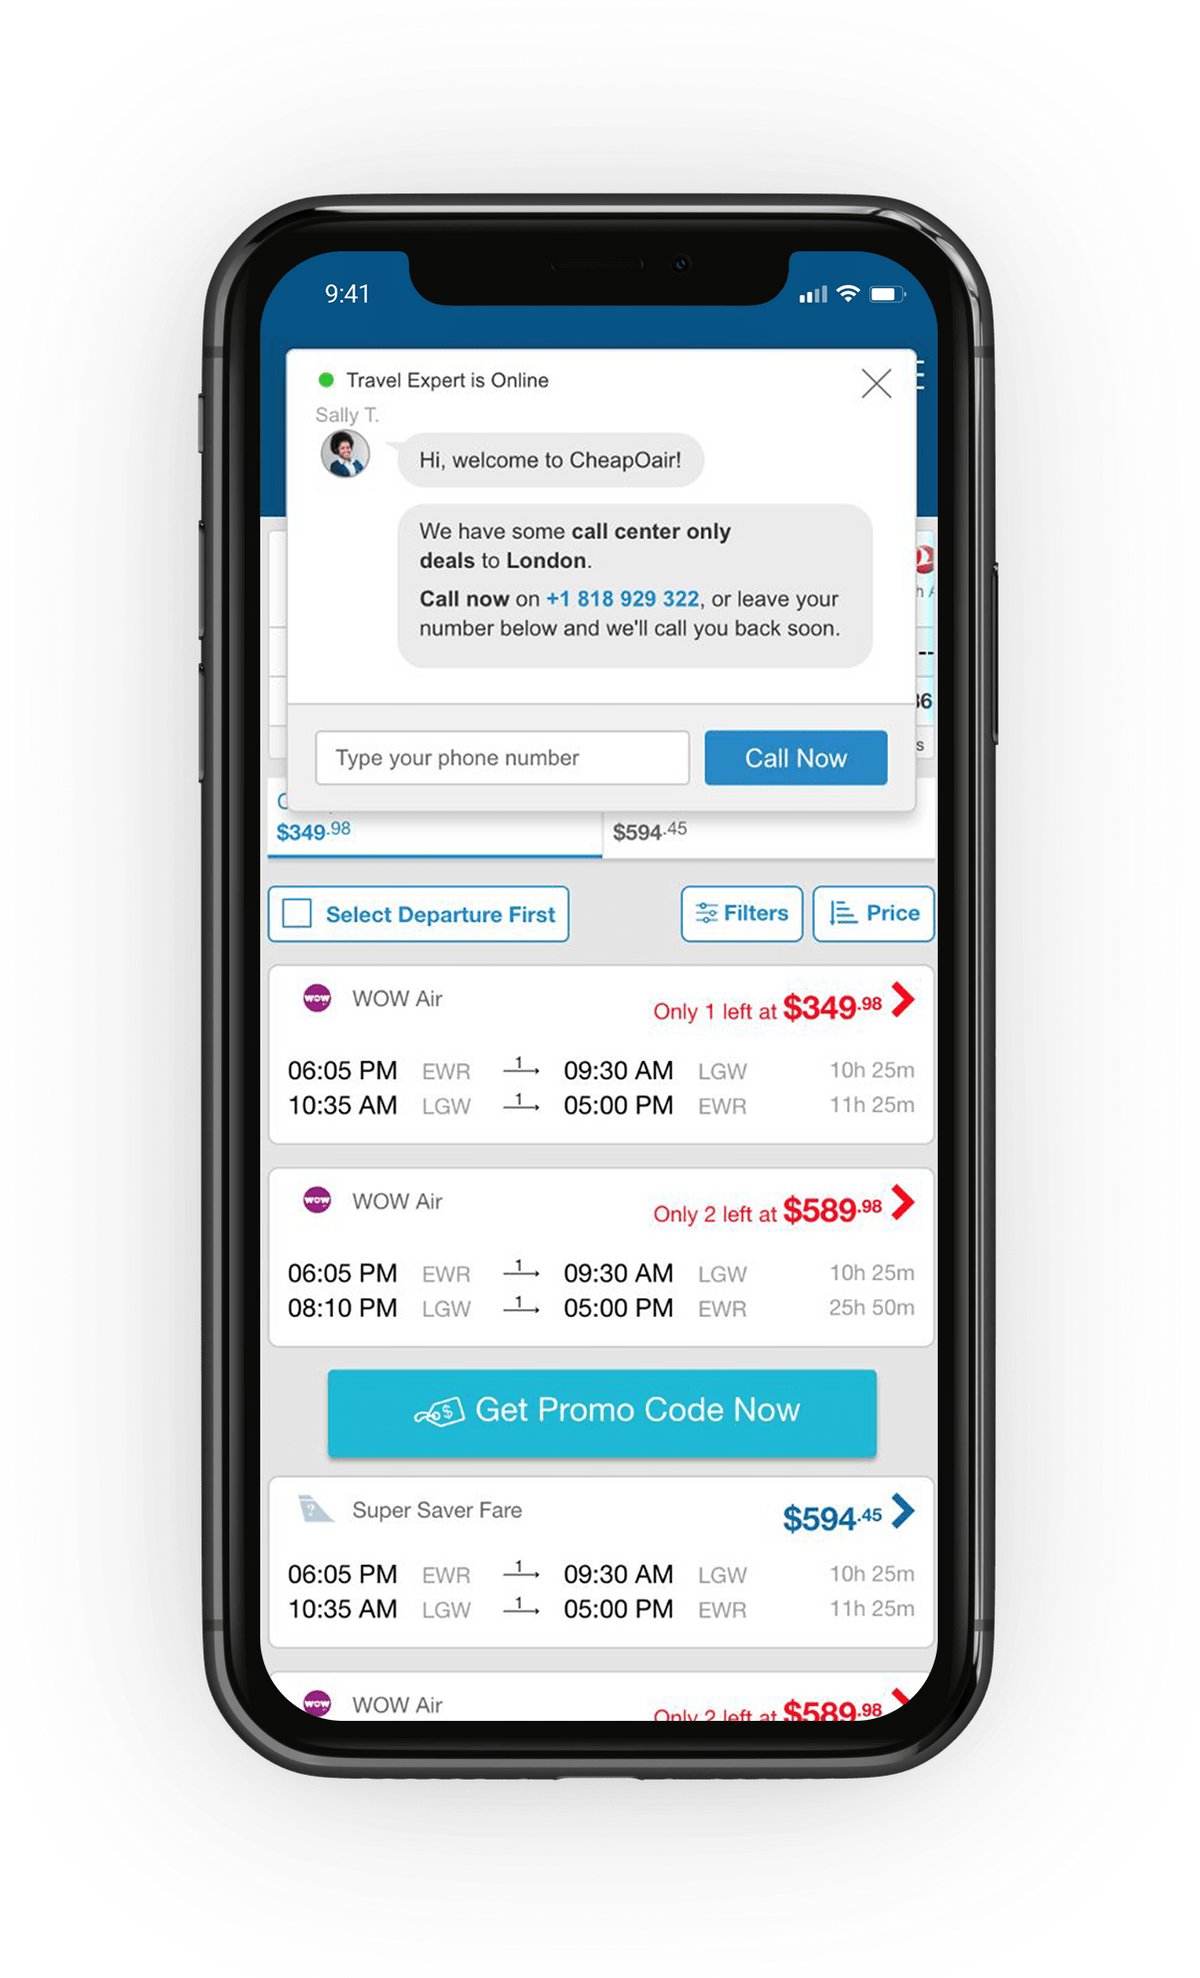 9:41
Travel Expert is Online
Sally T.
Hi, welcome to CheapOair!
We have some call center only
deals to London.
Call now on +1 818 929 322, or leave your
number below and we'll call you back soon.
Type your phone number
Call Now
$349.98
$594.45
Select Departure First
Filters
Price
wow
WOW Air
Only 1 left at $349.98
06:05 PM EWR 1 09:30 AM LGW 10h 25m
10:35 AM LGW 1 05:00 PM EWR 11h 25m
wow
WOW Air
Only 2 left at $589.98
06:05 PM EWR 1 09:30 AM LGW 10h 25m
08:10 PM LGW 1 05:00 PM EWR 25h 50m
$ Get Promo Code Now
? Super Saver Fare
$594.45
06:05 PM EWR 1 09:30 AM LGW 10h 25m
10:35 AM LGW 1 05:00 PM EWR 11h 25m
wow
WOW Air
Only 2 left at $589.98